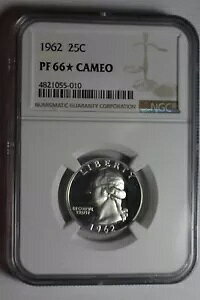 1962 25C
PF 66★ CAMEO
4821055-010
NUMISMATIC GUARANTY CORPORATION
NGC
LIBERTY
IN GOD WE
TRUST
1962